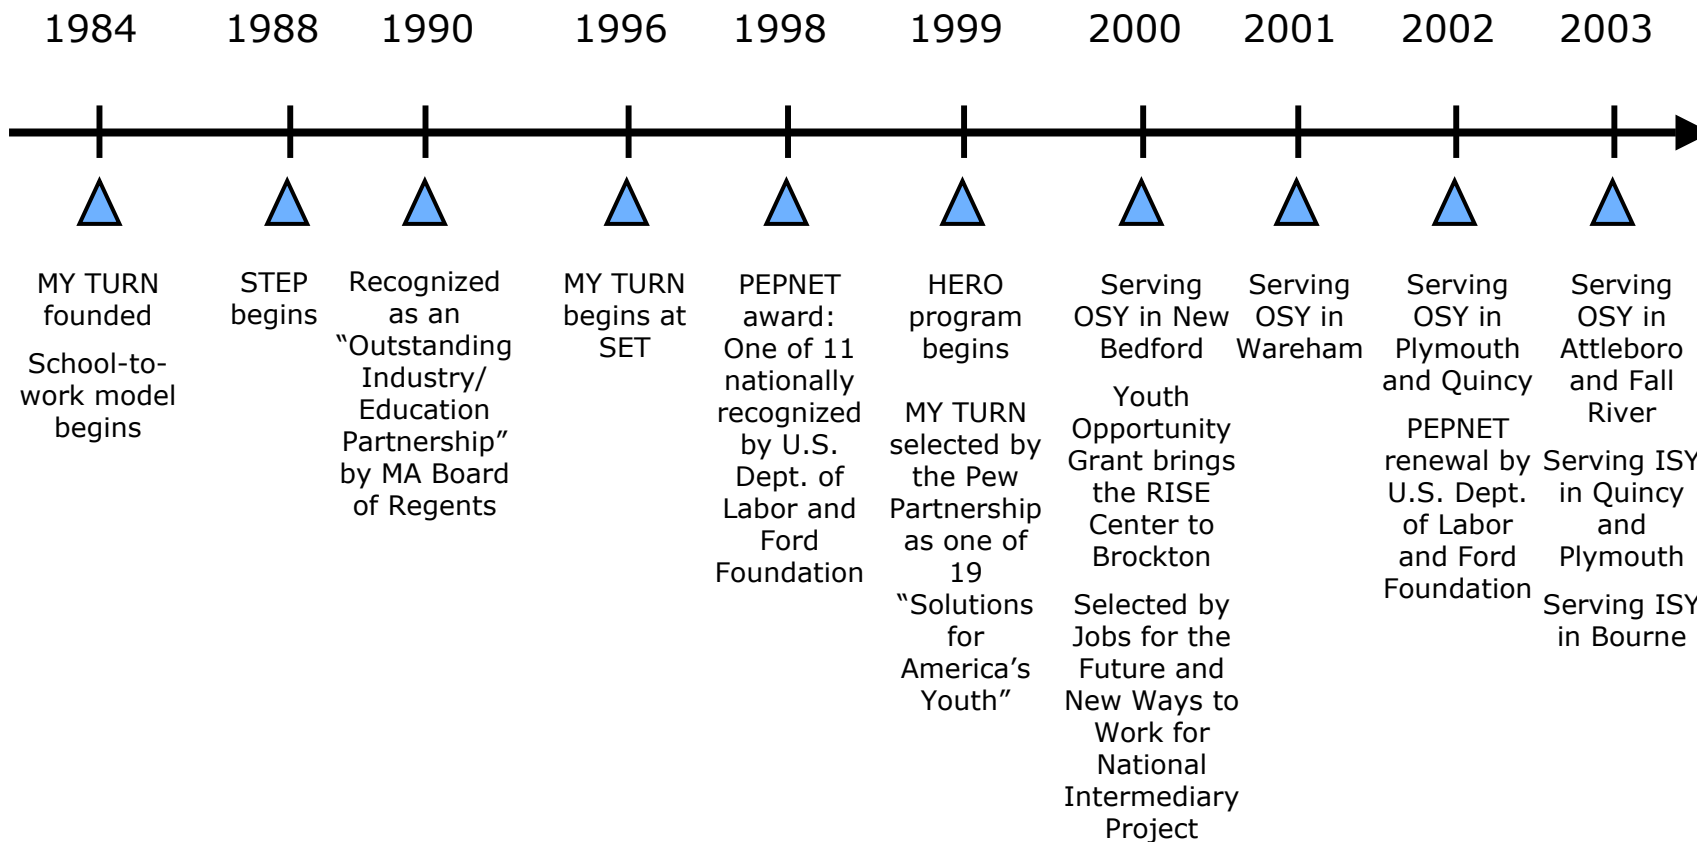 1984 1988 1990 1996 1998 1999 2000 2001 2002 2003
MY TURN
founded
School-to-
work model
begins
STEP
begins
Recognized
as an
“Outstanding
Industry/
Education
Partnership”
by MA Board
of Regents
MY TURN
begins at
SET
PEPNET
award:
One of 11
nationally
recognized
by U.S.
Dept. of
Labor and
Ford
Foundation
HERO
program
begins
MY TURN
selected by
the Pew
Partnership
as one of
19
“Solutions
for
America’s
Youth”
Serving
OSY in New
Bedford
Youth
Opportunity
Grant brings
the RISE
Center to
Brockton
Selected by
Jobs for the
Future and
New Ways to
Work for
National
Intermediary
Project
Serving
OSY in
Wareham
Serving
OSY in
Plymouth
and Quincy
PEPNET
renewal by
U.S. Dept.
of Labor
and Ford
Foundation
Serving
OSY in
Attleboro
and Fall
River
Serving ISY
in Quincy
and
Plymouth
Serving ISY
in Bourne